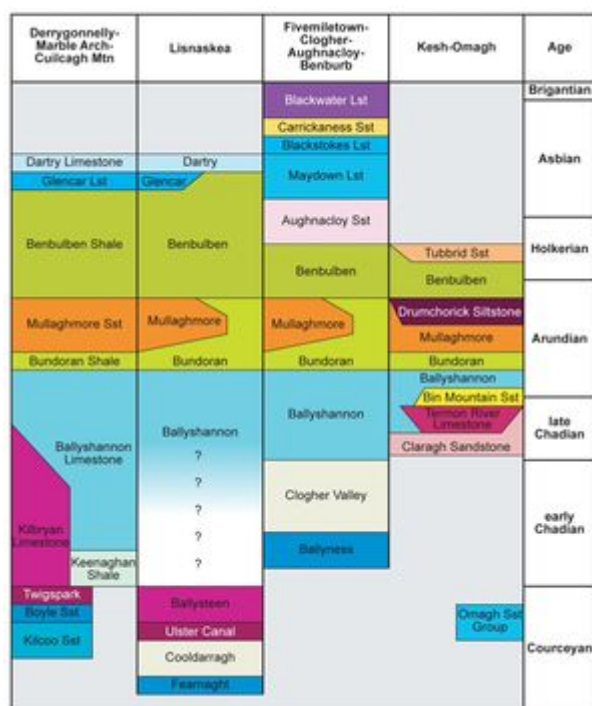 Derrygonnelly-
Marble Arch-
Cuilcagh Mtn
Lisnaskea
Fivemiletown-
Clogher-
Aughnacloy-
Benburb
Kesh-Omagh
Age
Dartry Limestone
Glencar Lst
Benbulben Shale
Mullaghmore Sst
Bundoran Shale
Ballyshannon
Limestone
Kilbryan
Limestone
Keenaghan
Shale
Twigspark
Boyle Sst
Kilcoo Sst
Dartry
Glencar
Benbulben
Mullaghmore
Bundoran
Ballyshannon
?
?
?
?
?
Ballysteen
Ulster Canal
Cooldarragh
Fearnaght
Blackwater Lst
Carrickaness Sst
Blackstokes Lst
Maydown Lst
Aughnacloy Sst
Benbulben
Mullaghmore
Bundoran
Ballyshannon
Clogher Valley
Ballyness
Tubbrid Sst
Benbulben
Drumchorick Siltstone
Mullaghmore
Bundoran
Ballyshannon
Bin Mountain Sst
Termon River
Limestone
Claragh Sandstone
Omagh Sst
Group
Brigantian
Asbian
Holkerian
Arundian
late
Chadian
early
Chadian
Courceyan